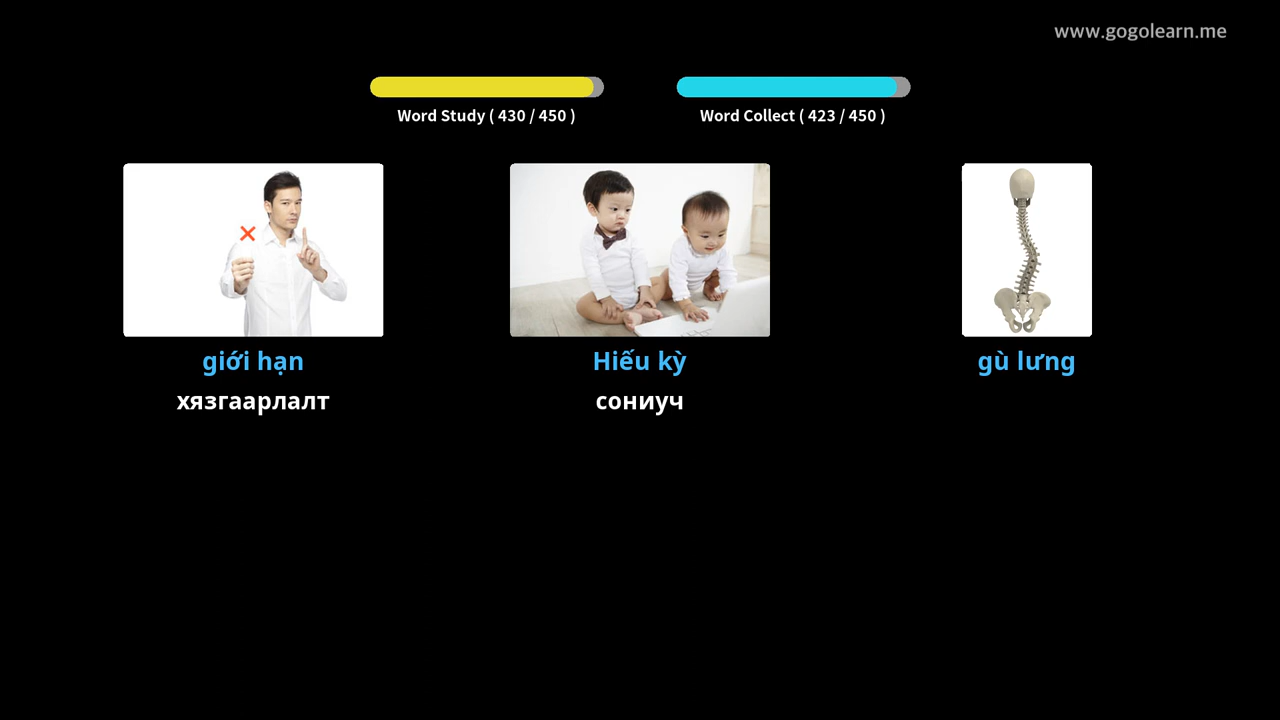 www.gogolearn.me
Word Study ( 430 / 450 )
Word Collect ( 423 / 450 )
giới hạn
Hiếu kỳ
gù lưng
хязгаарлалт
сониуч